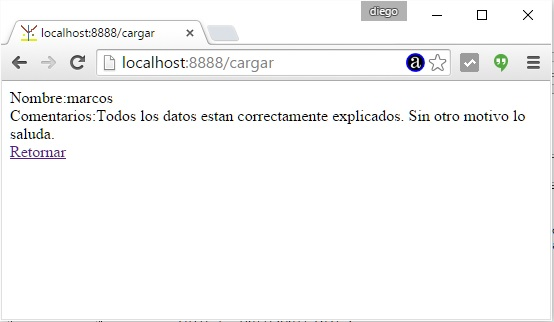 diego
localhost:8888/cargar
localhost:8888/cargar
a
Nombre:marcos
Comentarios:Todos los datos estan correctamente explicados. Sin otro motivo lo
saluda.
Retornar